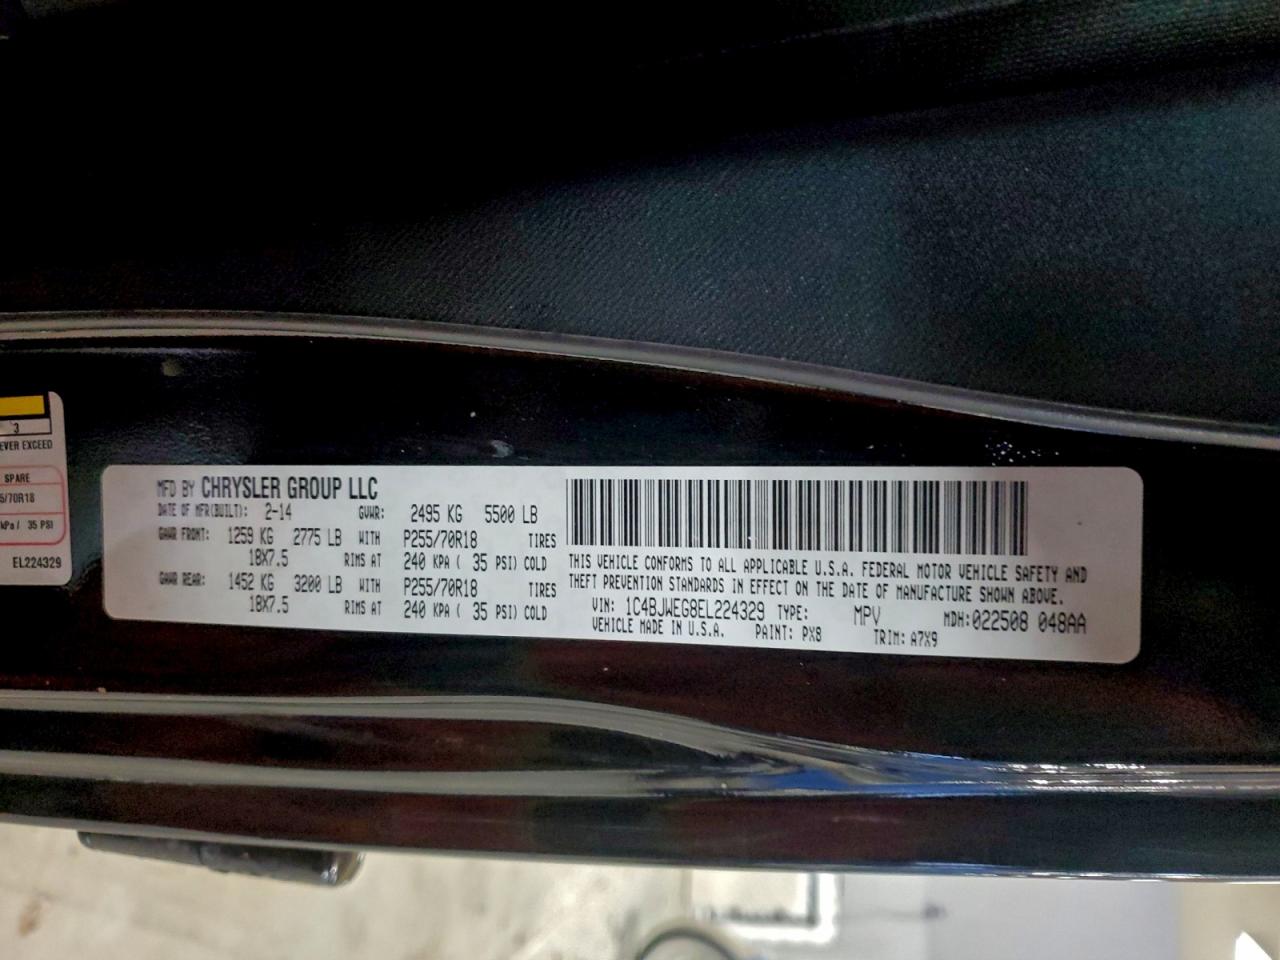 3
EVER EXCEED
SPARE
5/70R18
kPa / 35 PSI
EL224329
MFD BY CHRYSLER GROUP LLC
DATE OF MFR(BUILT): 2-14 GVWR: 2495 KG 5500 LB
GAWR FRONT: 1259 KG 2775 LB WITH P255/70R18 TIRES
18X7.5 RIMS AT 240 KPA ( 35 PSI) COLD
GAWR REAR: 1452 KG 3200 LB WITH P255/70R18 TIRES
18X7.5 RIMS AT 240 KPA ( 35 PSI) COLD
THIS VEHICLE CONFORMS TO ALL APPLICABLE U.S.A. FEDERAL MOTOR VEHICLE SAFETY AND
THEFT PREVENTION STANDARDS IN EFFECT ON THE DATE OF MANUFACTURE SHOWN ABOVE.
VIN: 1C4BJWEG8EL224329 TYPE: MPV MDH:022508 048AA
VEHICLE MADE IN U.S.A. PAINT: PX8 TRIM: A7X9